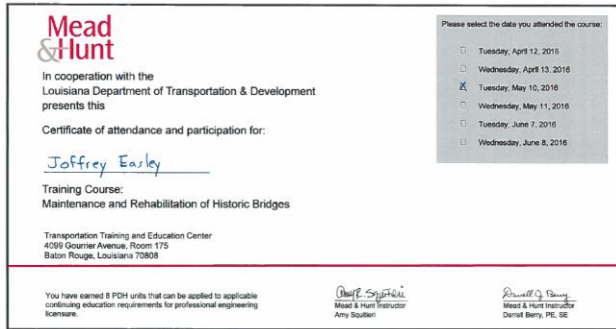 Mead
&Hunt
In cooperation with the
Louisiana Department of Transportation & Development
presents this
Certificate of attendance and participation for:
Joffrey Easley
Training Course:
Maintenance and Rehabilitation of Historic Bridges
Transportation Training and Education Center
4099 Gourrier Avenue, Room 175
Baton Rouge, Louisiana 70808
Please select the date you attended the course:
Tuesday, April 12, 2016
Wednesday, April 13, 2016
X Tuesday, May 10, 2016
Wednesday, May 11, 2016
Tuesday, June 7, 2016
Wednesday, June 8, 2016
You have earned 8 PDH units that can be applied to applicable
continuing education requirements for professional engineering
licensure.
Amy R. Squitieri
Mead & Hunt Instructor
Amy Squitieri
Darrell J. Berry
Mead & Hunt Instructor
Darrell Berry, PE, SE